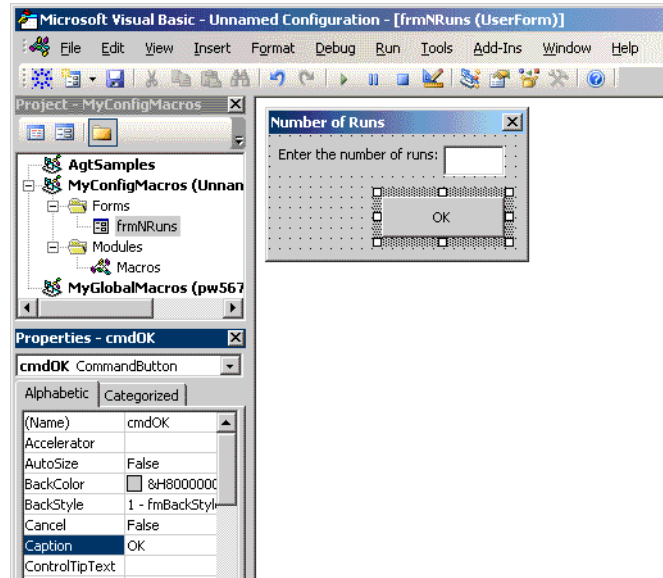 Microsoft Visual Basic - Unnamed Configuration - [frmNRuns (UserForm)]
File Edit View Insert Format Debug Run Tools Add-Ins Window Help
Project - MyConfigMacros
AgtSamples
MyConfigMacros (Unnan
Forms
frmNRuns
Modules
Macros
MyGlobalMacros (pw567
Number of Runs
Enter the number of runs:
OK
Properties - cmdOK
cmdOK CommandButton
Alphabetic Categorized
(Name) cmdOK
Accelerator
AutoSize False
BackColor &H8000000
BackStyle 1 - fmBackStyle
Cancel False
Caption OK
ControlTipText